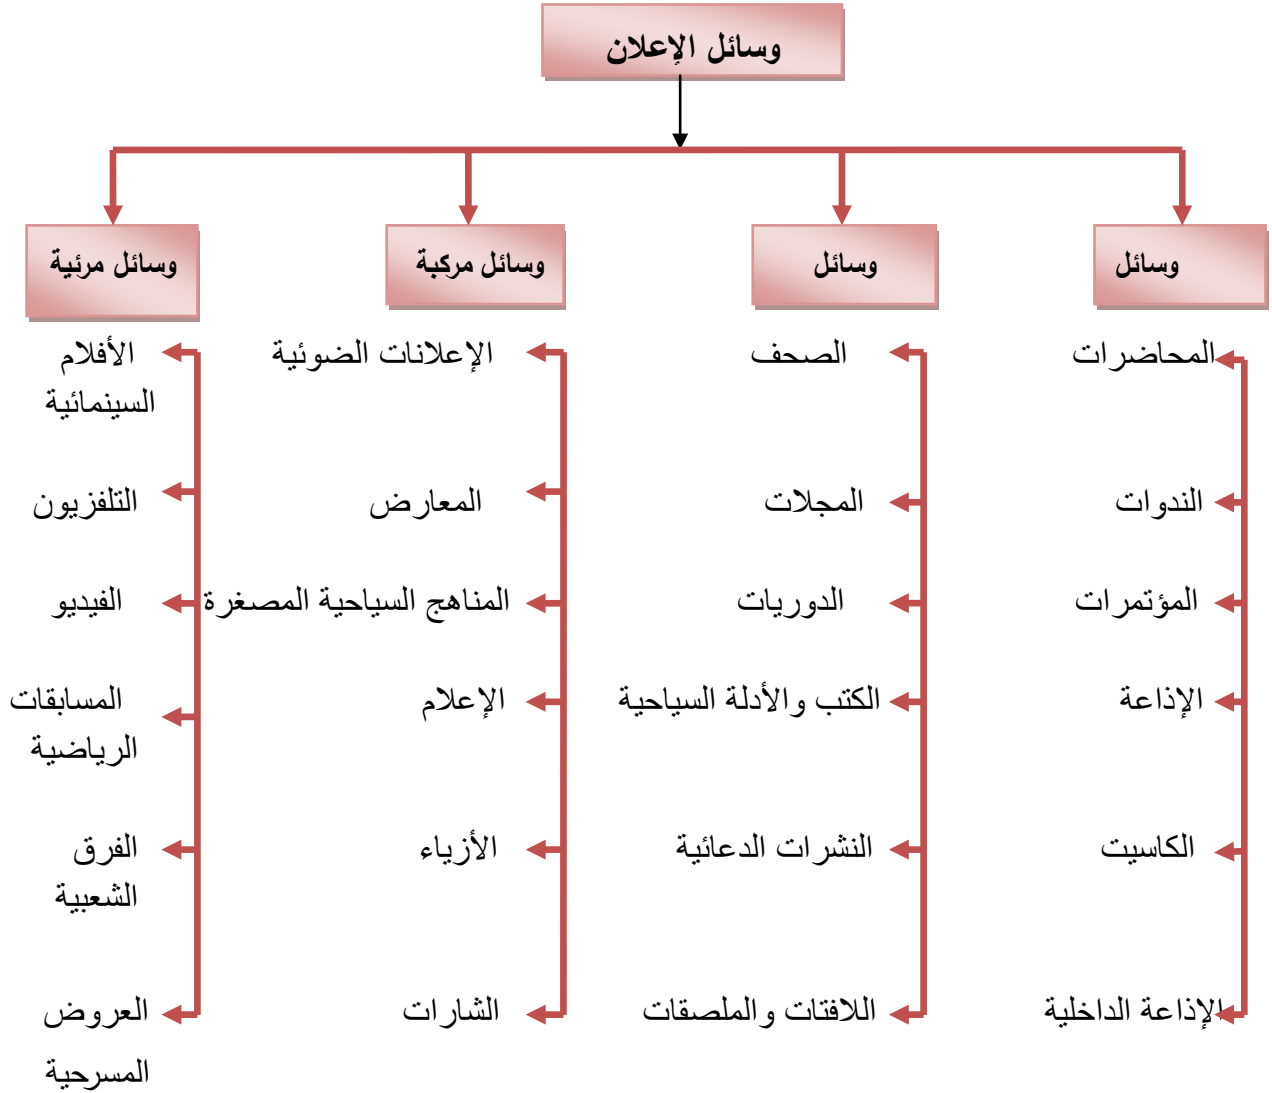 وسائل الإعلان
وسائل
وسائل
وسائل مركبة
وسائل مرئية
المحاضرات
الندوات
المؤتمرات
الإذاعة
الكاسيت
الإذاعة الداخلية
الصحف
المجلات
الدوريات
الكتب والأدلة السياحية
النشرات الدعائية
اللافتات والملصقات
الإعلانات الضوئية
المعارض
المناهج السياحية المصغرة
الإعلام
الأزياء
الشارات
الأفلام
السينمائية
التلفزيون
الفيديو
المسابقات
الرياضية
الفرق
الشعبية
العروض
المسرحية